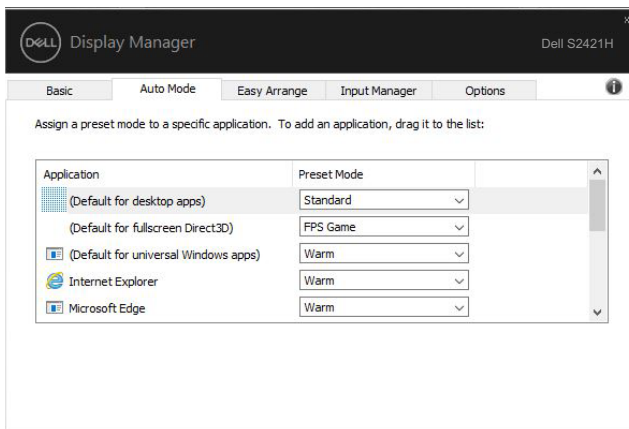 DELL Display Manager
Dell S2421H
Basic Auto Mode Easy Arrange Input Manager Options
Assign a preset mode to a specific application. To add an application, drag it to the list:
Application Preset Mode
(Default for desktop apps) Standard
(Default for fullscreen Direct3D) FPS Game
(Default for universal Windows apps) Warm
Internet Explorer Warm
Microsoft Edge Warm